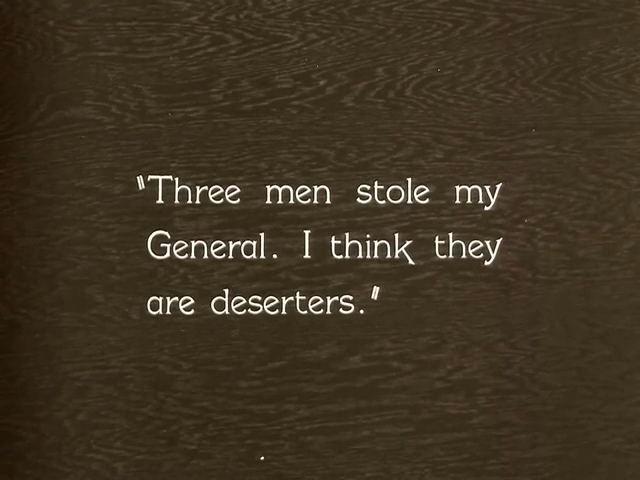 "Three men stole my
General. I think they
are deserters."